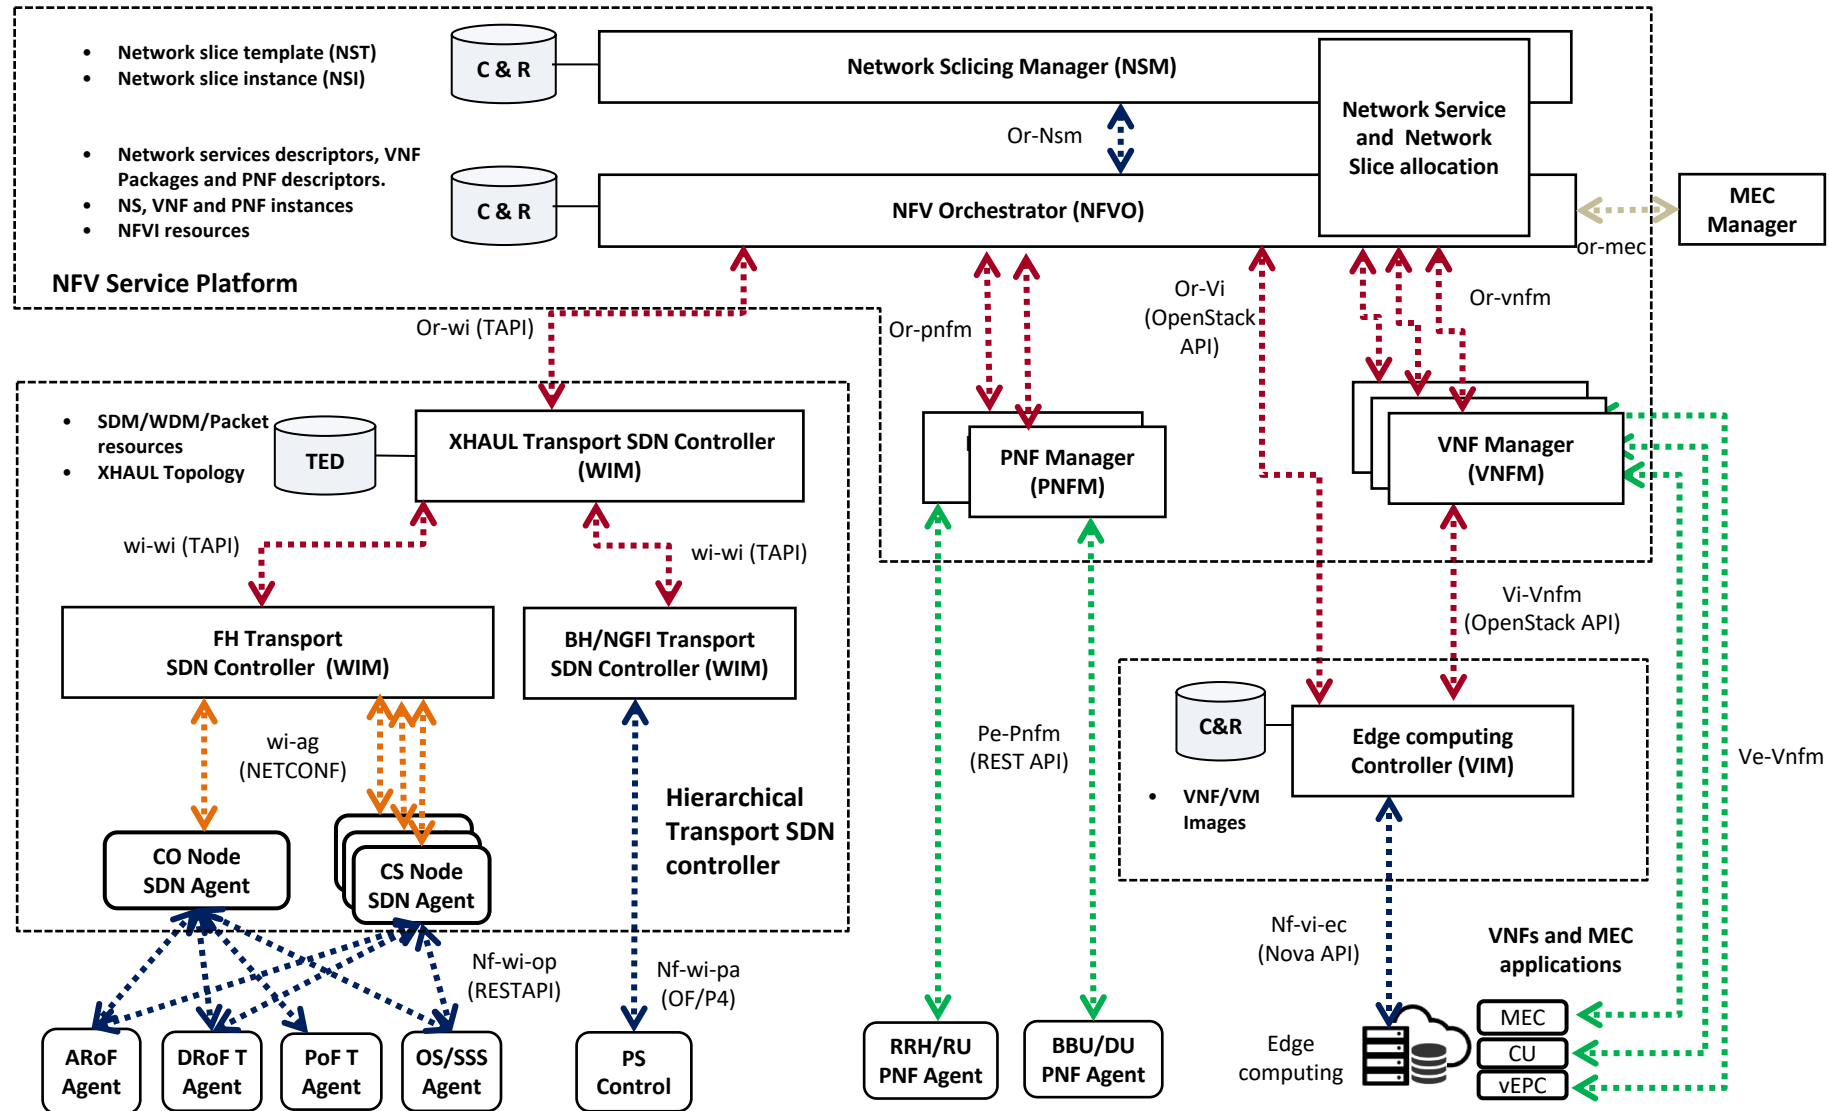 • Network slice template (NST)
• Network slice instance (NSI)
C & R
Network Sclicing Manager (NSM)
Network Service
and Network
Slice allocation
Or-Nsm
• Network services descriptors, VNF
Packages and PNF descriptors.
• NS, VNF and PNF instances
• NFVI resources
C & R
NFV Orchestrator (NFVO)
MEC
Manager
or-mec
NFV Service Platform
Or-wi (TAPI)
Or-pnfm
Or-Vi
(OpenStack
API)
Or-vnfm
• SDM/WDM/Packet
resources
• XHAUL Topology
TED
XHAUL Transport SDN Controller
(WIM)
PNF Manager
(PNFM)
VNF Manager
(VNFM)
wi-wi (TAPI)
wi-wi (TAPI)
Vi-Vnfm
(OpenStack API)
FH Transport
SDN Controller (WIM)
BH/NGFI Transport
SDN Controller (WIM)
wi-ag
(NETCONF)
Pe-Pnfm
(REST API)
C&R
Edge computing
Controller (VIM)
• VNF/VM
Images
Ve-Vnfm
Hierarchical
Transport SDN
controller
CO Node
SDN Agent
CS Node
SDN Agent
Nf-wi-op
(RESTAPI)
Nf-wi-pa
(OF/P4)
Nf-vi-ec
(Nova API)
VNFs and MEC
applications
ARoF
Agent
DRoF T
Agent
PoF T
Agent
OS/SSS
Agent
PS
Control
RRH/RU
PNF Agent
BBU/DU
PNF Agent
Edge
computing
MEC
CU
vEPC